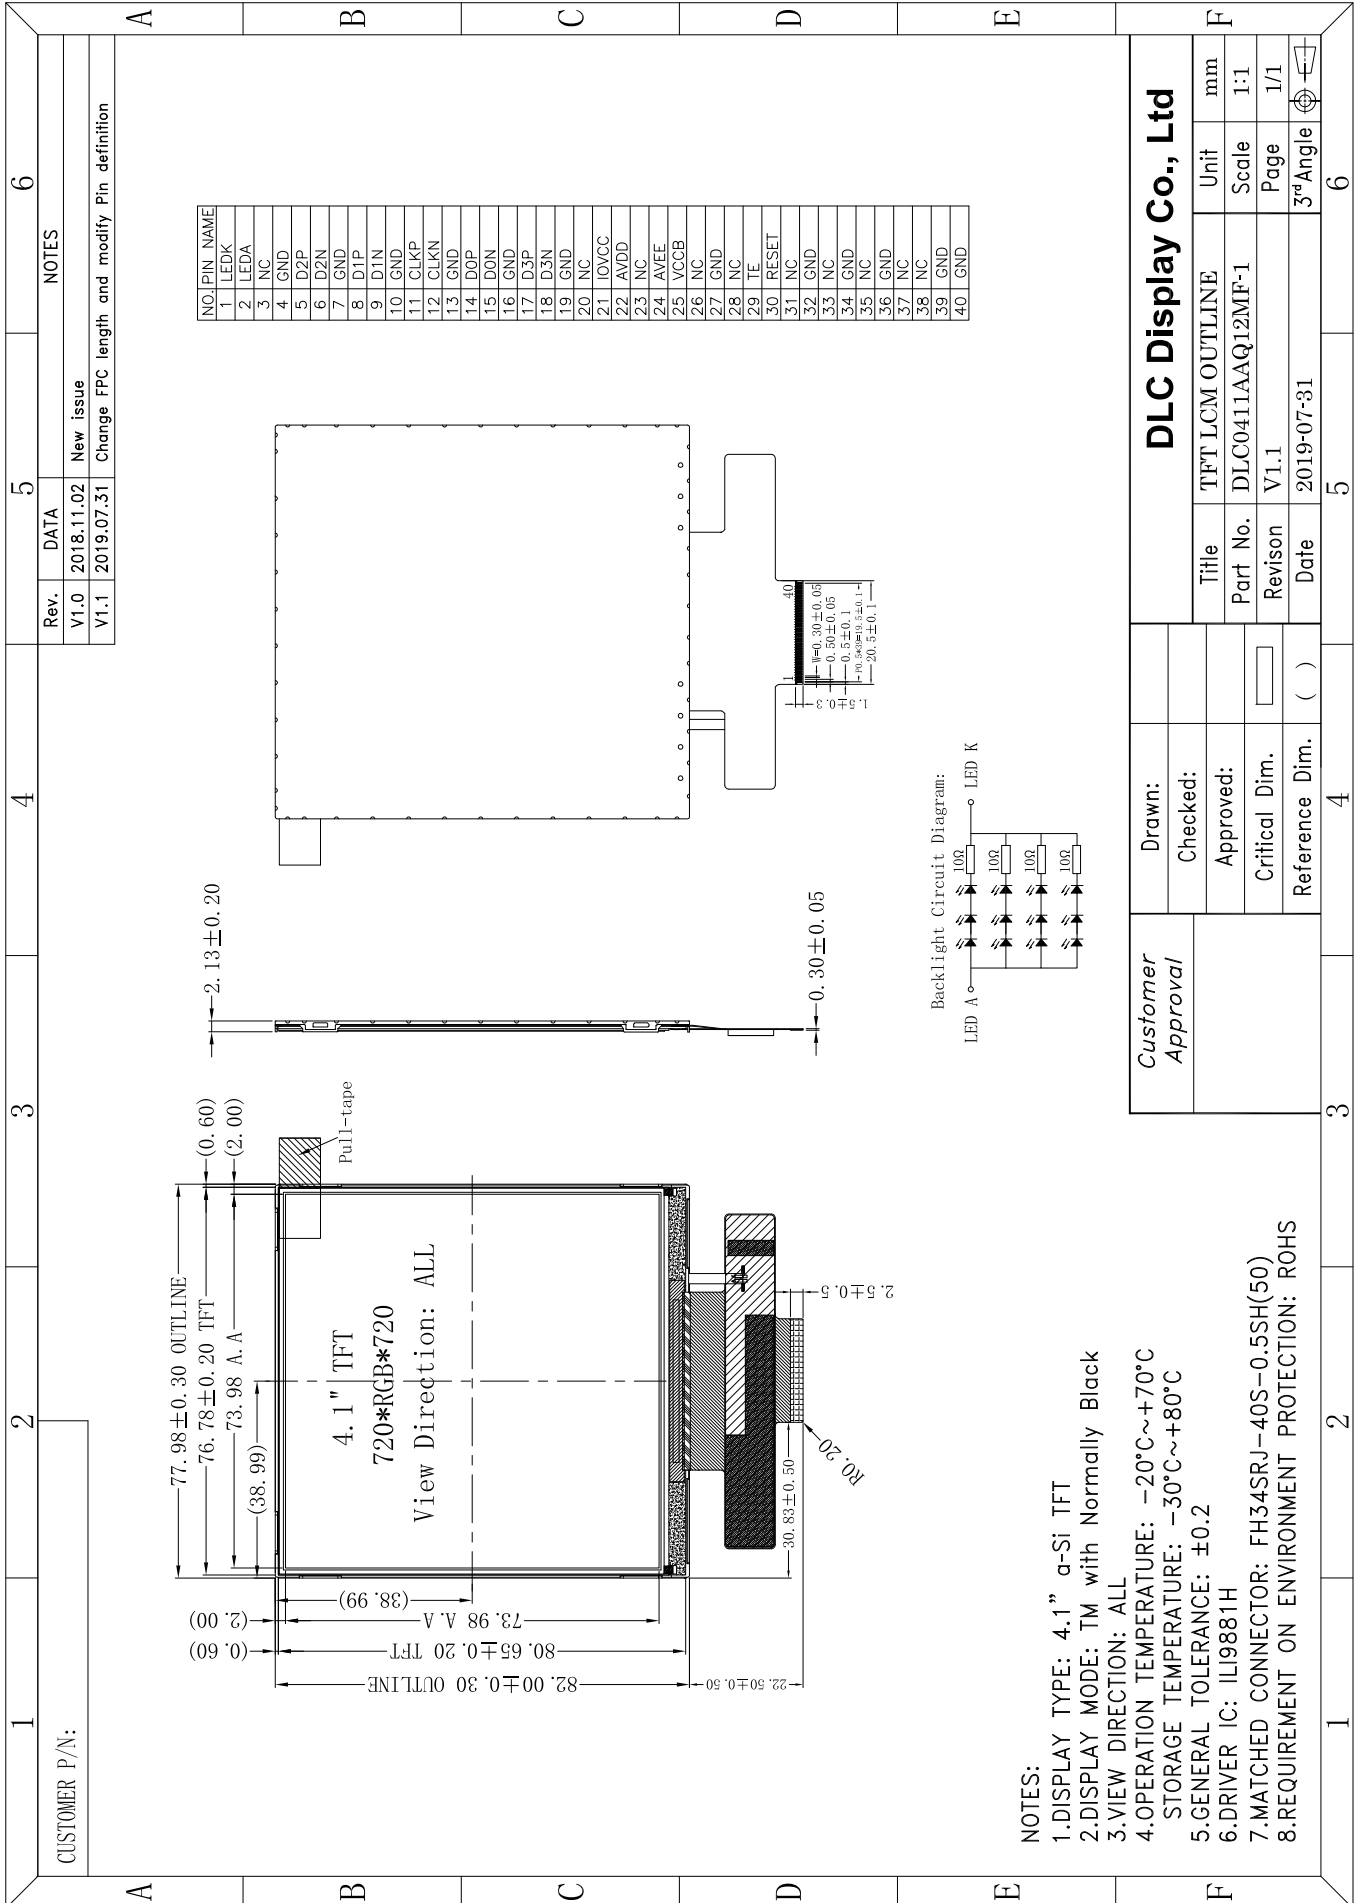 1
2
3
4
5
6
CUSTOMER P/N:
Rev.
DATA
NOTES
V1.0
2018.11.02
New issue
V1.1
2019.07.31
Change FPC length and modify Pin definition
A
B
C
D
E
F
A
B
C
D
E
F
77.98±0.30 OUTLINE
76.78±0.20 TFT
73.98 A.A
(38.99)
(0.60)
(2.00)
Pull-tape
4.1" TFT
720*RGB*720
View Direction: ALL
(0.60)
(2.00)
(38.99)
73.98 A.A
80.65±0.20 TFT
82.00±0.30 OUTLINE
22.50±0.50
30.83±0.50
R0.20
2.5±0.5
2.13±0.20
0.30±0.05
1
40
W=0.30±0.05
0.50±0.05
0.5±0.1
P0.5*39=19.5±0.1
20.5±0.1
1.5±0.3
NO. PIN NAME
1 LEDK
2 LEDA
3 NC
4 GND
5 D2P
6 D2N
7 GND
8 D1P
9 D1N
10 GND
11 CLKP
12 CLKN
13 GND
14 D0P
15 D0N
16 GND
17 D3P
18 D3N
19 GND
20 NC
21 IOVCC
22 AVDD
23 NC
24 AVEE
25 VCCB
26 NC
27 GND
28 NC
29 TE
30 RESET
31 NC
32 GND
33 NC
34 GND
35 NC
36 GND
37 NC
38 NC
39 GND
40 GND
Backlight Circuit Diagram:
LED A
LED K
10Ω
10Ω
10Ω
10Ω
NOTES:
1.DISPLAY TYPE: 4.1" a-Si TFT
2.DISPLAY MODE: TM with Normally Black
3.VIEW DIRECTION: ALL
4.OPERATION TEMPERATURE: -20°C~+70°C
STORAGE TEMPERATURE: -30°C~+80°C
5.GENERAL TOLERANCE: ±0.2
6.DRIVER IC: ILI9881H
7.MATCHED CONNECTOR: FH34SRJ-40S-0.5SH(50)
8.REQUIREMENT ON ENVIRONMENT PROTECTION: ROHS
Customer
Approval
Drawn:
Checked:
Approved:
Critical Dim.
Reference Dim.
( )
DLC Display Co., Ltd
Title
TFT LCM OUTLINE
Unit
mm
Part No.
DLC0411AAQ12MF-1
Scale
1:1
Revison
V1.1
Page
1/1
Date
2019-07-31
3rd Angle
1
2
3
4
5
6